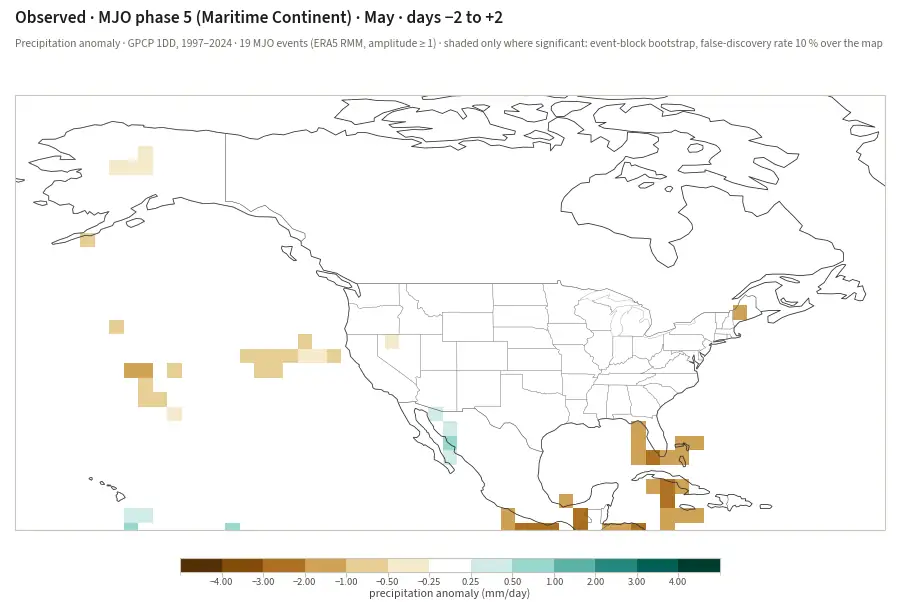 Observed · MJO phase 5 (Maritime Continent) · May · days −2 to +2
Precipitation anomaly · GPCP 1DD, 1997–2024 · 19 MJO events (ERA5 RMM, amplitude ≥ 1) · shaded only where significant: event-block bootstrap, false-discovery rate 10 % over the map
−4.00 −3.00 −2.00 −1.00 −0.50 −0.25 0.25 0.50 1.00 2.00 3.00 4.00
precipitation anomaly (mm/day)